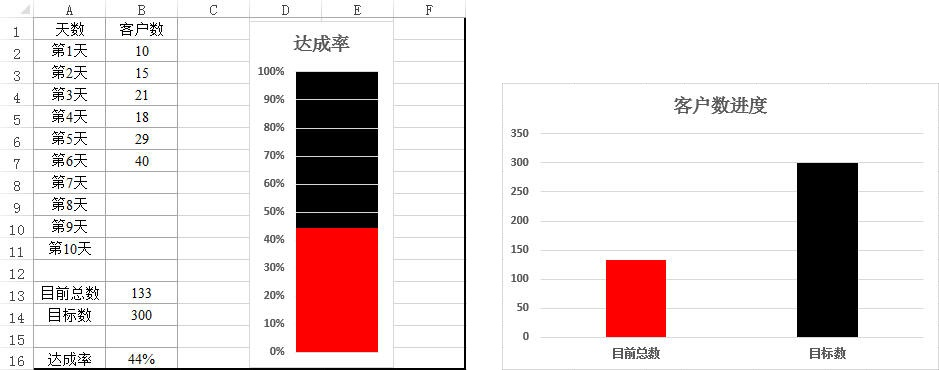 A B C D E F
1 天数 客户数
2 第1天 10
3 第2天 15
4 第3天 21
5 第4天 18
6 第5天 29
7 第6天 40
8 第7天
9 第8天
10 第9天
11 第10天
12
13 目前总数 133
14 目标数 300
15
16 达成率 44%
达成率
100%
90%
80%
70%
60%
50%
40%
30%
20%
10%
0%
客户数进度
350
300
250
200
150
100
50
0
目前总数 目标数